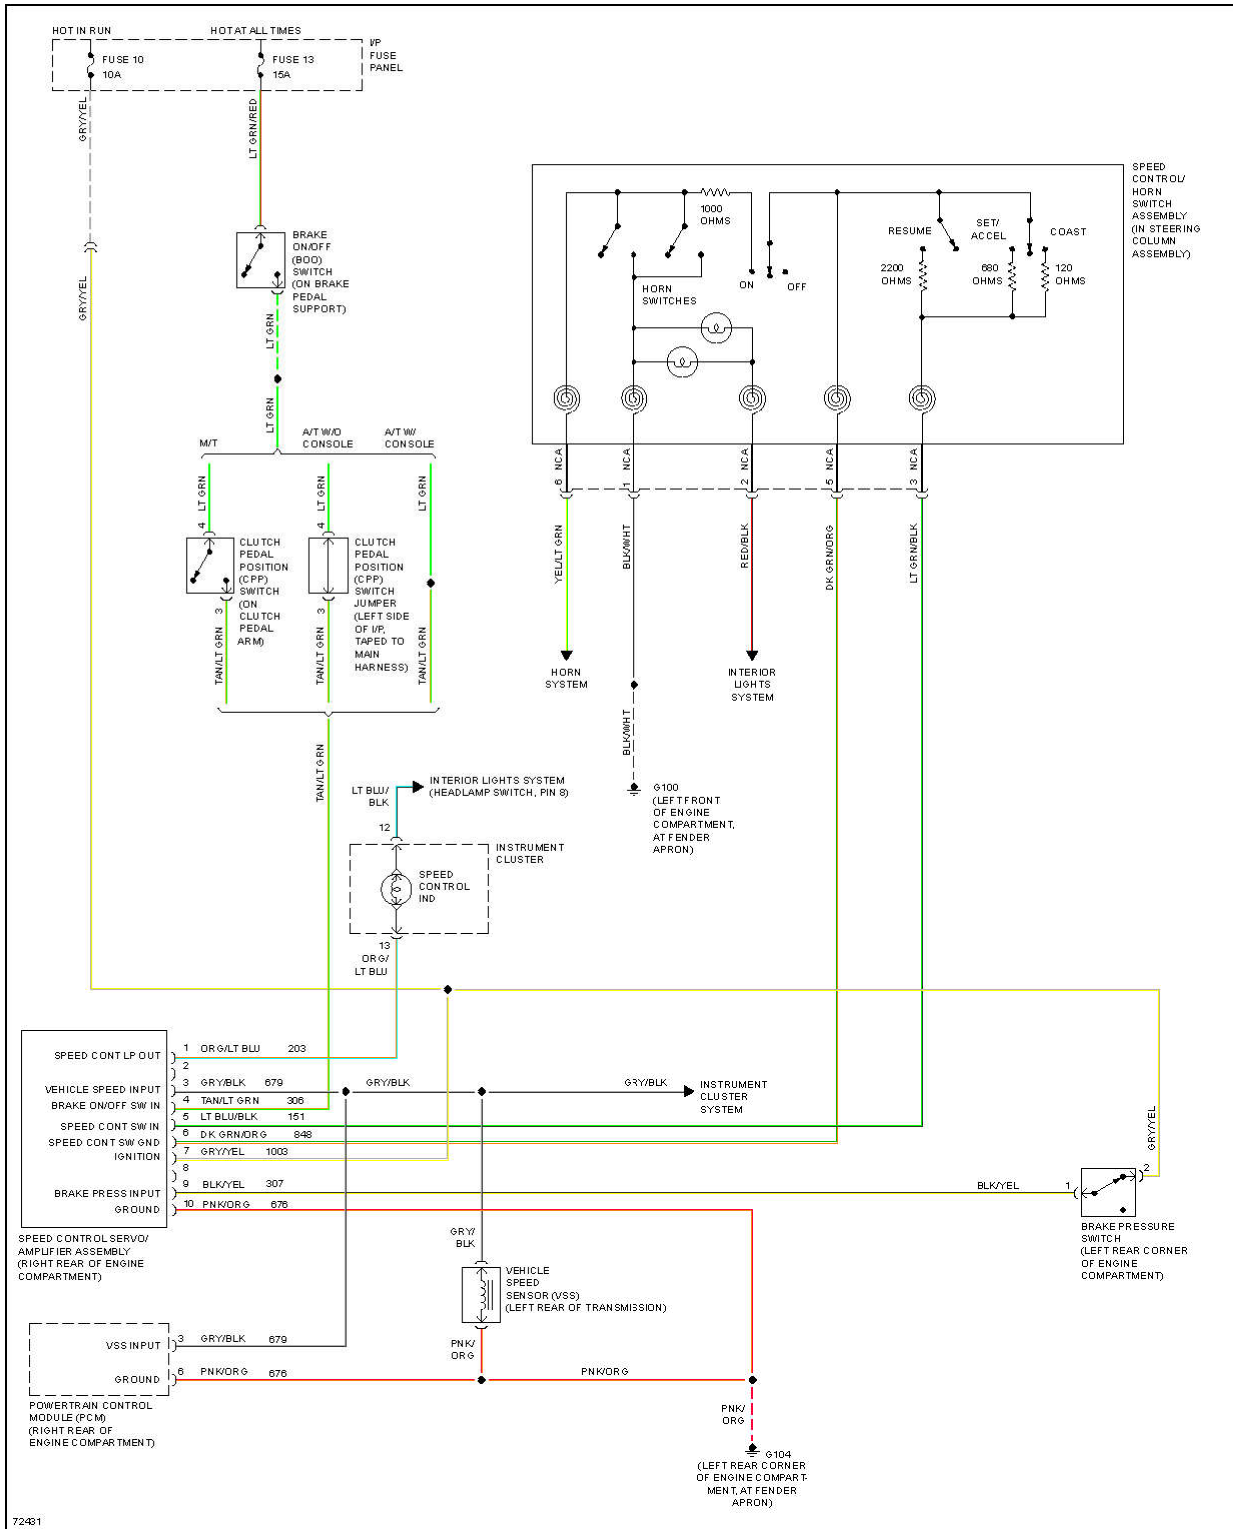 HOT IN RUN
HOT AT ALL TIMES
FUSE 10
10A
FUSE 13
15A
I/P
FUSE
PANEL
GRY/YEL
LT GRN/RED
GRY/YEL
BRAKE
ON/OFF
(BOO)
SWITCH
(ON BRAKE
PEDAL
SUPPORT)
LT GRN
LT GRN
M/T
A/T W/O
CONSOLE
A/T W/
CONSOLE
LT GRN
LT GRN
LT GRN
4
4
CLUTCH
PEDAL
POSITION
(CPP)
SWITCH
(ON
CLUTCH
PEDAL
ARM)
CLUTCH
PEDAL
POSITION
(CPP)
SWITCH
JUMPER
(LEFT SIDE
OF I/P,
TAPED TO
MAIN
HARNESS)
3
3
TAN/LT GRN
TAN/LT GRN
TAN/LT GRN
TAN/LT GRN
SPEED
CONTROL/
HORN
SWITCH
ASSEMBLY
(IN STEERING
COLUMN
ASSEMBLY)
1000
OHMS
HORN
SWITCHES
ON
OFF
RESUME
SET/
ACCEL
COAST
2200
OHMS
680
OHMS
120
OHMS
6 NCA
1 NCA
2 NCA
5 NCA
3 NCA
YEL/LT GRN
BLK/WHT
RED/BLK
DK GRN/ORG
LT GRN/BLK
HORN
SYSTEM
INTERIOR
LIGHTS
SYSTEM
BLK/WHT
G100
(LEFT FRONT
OF ENGINE
COMPARTMENT,
AT FENDER
APRON)
LT BLU/
BLK
INTERIOR LIGHTS SYSTEM
(HEADLAMP SWITCH, PIN 8)
12
INSTRUMENT
CLUSTER
SPEED
CONTROL
IND
13
ORG/
LT BLU
SPEED CONT LP OUT
1 ORG/LT BLU 203
2
VEHICLE SPEED INPUT
3 GRY/BLK 679
GRY/BLK
GRY/BLK
INSTRUMENT
CLUSTER
SYSTEM
BRAKE ON/OFF SW IN
4 TAN/LT GRN 306
SPEED CONT SW IN
5 LT BLU/BLK 151
SPEED CONT SW GND
6 DK GRN/ORG 848
IGNITION
7 GRY/YEL 1003
8
BRAKE PRESS INPUT
9 BLK/YEL 307
BLK/YEL
1
2
GRY/YEL
GROUND
10 PNK/ORG 676
SPEED CONTROL SERVO/
AMPLIFIER ASSEMBLY
(RIGHT REAR OF ENGINE
COMPARTMENT)
BRAKE PRESSURE
SWITCH
(LEFT REAR CORNER
OF ENGINE
COMPARTMENT)
GRY/
BLK
VEHICLE
SPEED
SENSOR (VSS)
(LEFT REAR OF TRANSMISSION)
PNK/
ORG
VSS INPUT
3 GRY/BLK 679
GROUND
6 PNK/ORG 676
PNK/ORG
POWERTRAIN CONTROL
MODULE (PCM)
(RIGHT REAR OF
ENGINE COMPARTMENT)
PNK/
ORG
G104
(LEFT REAR CORNER
OF ENGINE COMPART-
MENT, AT FENDER
APRON)
72431